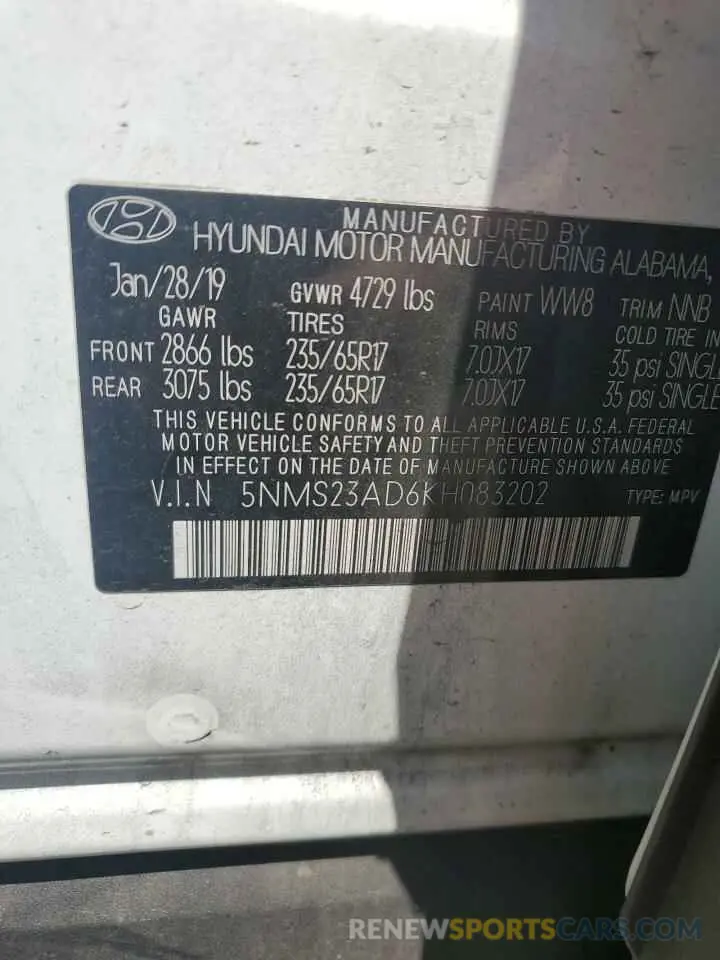 MANUFACTURED BY
HYUNDAI MOTOR MANUFACTURING ALABAMA,
Jan/28/19 GVWR 4729 lbs PAINT WW8 TRIM NNB
GAWR TIRES RIMS COLD TIRE IN
FRONT 2866 lbs 235/65R17 7.0JX17 35 psi SINGLE
REAR 3075 lbs 235/65R17 7.0JX17 35 psi SINGLE
THIS VEHICLE CONFORMS TO ALL APPLICABLE U.S.A. FEDERAL
MOTOR VEHICLE SAFETY AND THEFT PREVENTION STANDARDS
IN EFFECT ON THE DATE OF MANUFACTURE SHOWN ABOVE
V.I.N 5NMS23AD6KH083202 TYPE: MPV
RENEWSPORTS-CARS.COM